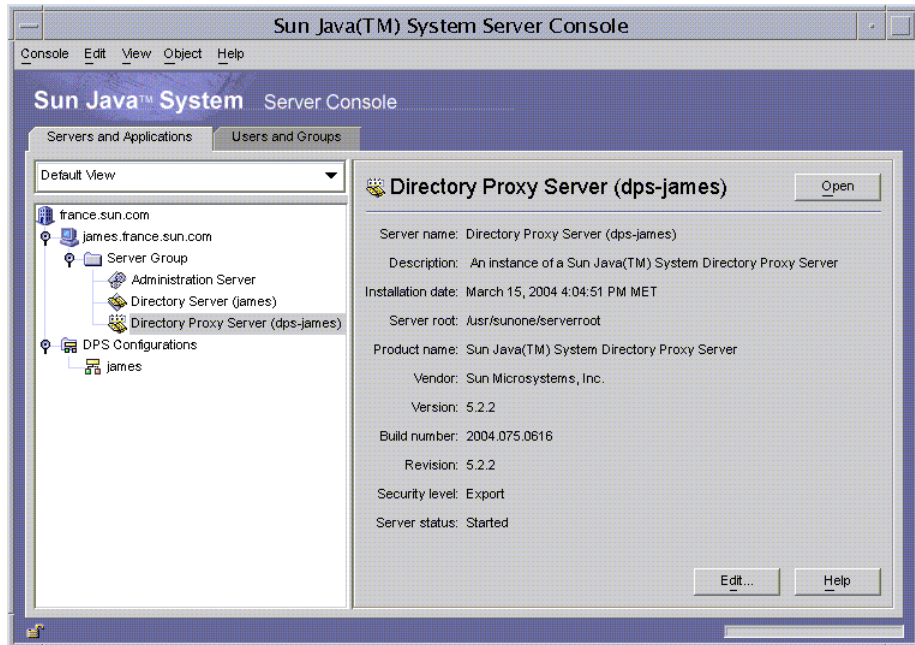 Sun Java(TM) System Server Console
Console Edit View Object Help
Sun Java™ System Server Console
Servers and Applications Users and Groups
Default View
france.sun.com
james.france.sun.com
Server Group
Administration Server
Directory Server (james)
Directory Proxy Server (dps-james)
DPS Configurations
james
Directory Proxy Server (dps-james)
Open
Server name: Directory Proxy Server (dps-james)
Description: An instance of a Sun Java(TM) System Directory Proxy Server
Installation date: March 15, 2004 4:04:51 PM MET
Server root: /usr/sunone/serverroot
Product name: Sun Java(TM) System Directory Proxy Server
Vendor: Sun Microsystems, Inc.
Version: 5.2.2
Build number: 2004.075.0616
Revision: 5.2.2
Security level: Export
Server status: Started
Edit... Help